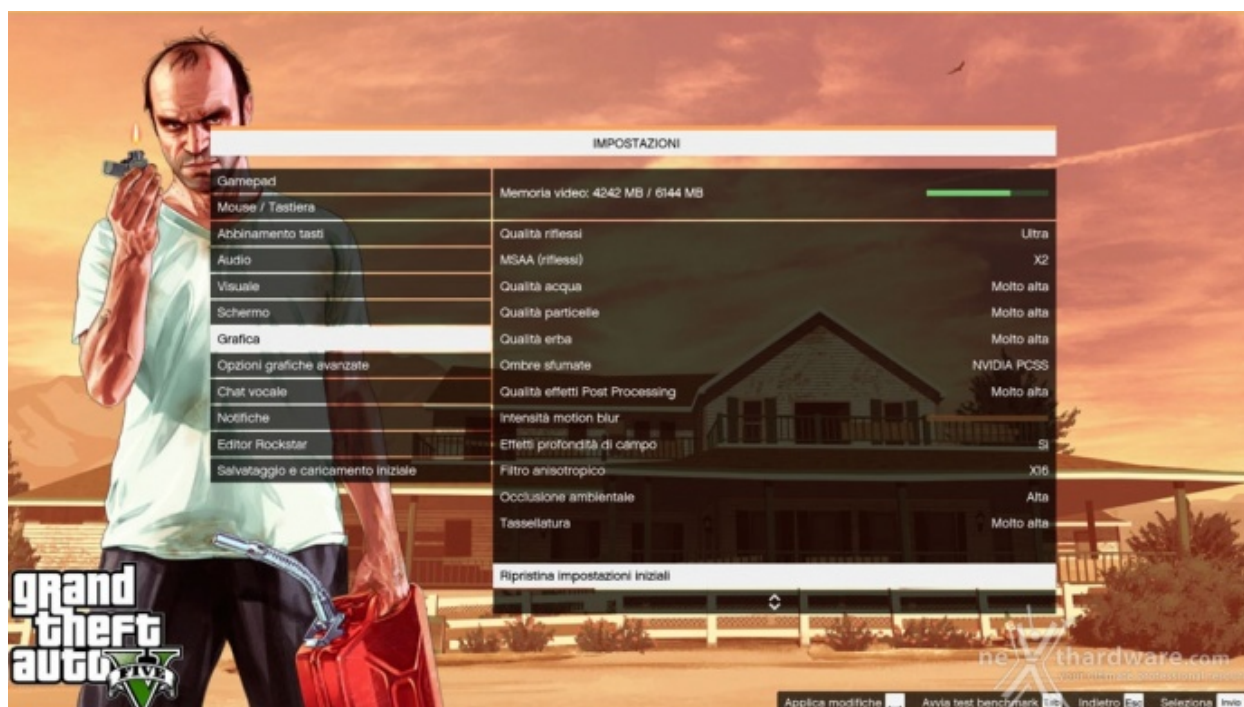 IMPOSTAZIONI
Gamepad
Mouse / Tastiera
Abbinamento tasti
Audio
Visuale
Schermo
Grafica
Opzioni grafiche avanzate
Chat vocale
Notifiche
Editor Rockstar
Salvataggio e caricamento iniziale
Memoria video: 4242 MB / 6144 MB
Qualità riflessi Ultra
MSAA (riflessi) X2
Qualità acqua Molto alta
Qualità particelle Molto alta
Qualità erba Molto alta
Ombre sfumate NVIDIA PCSS
Qualità effetti Post Processing Molto alta
Intensità motion blur
Effetti profondità di campo Sì
Filtro anisotropico X16
Occlusione ambientale Alta
Tassellatura Molto alta
Ripristina impostazioni iniziali
grand
theft
auto
FIVE
nexthardware.com
Applica modifiche Avvia test benchmark Indietro Esc Seleziona Invio